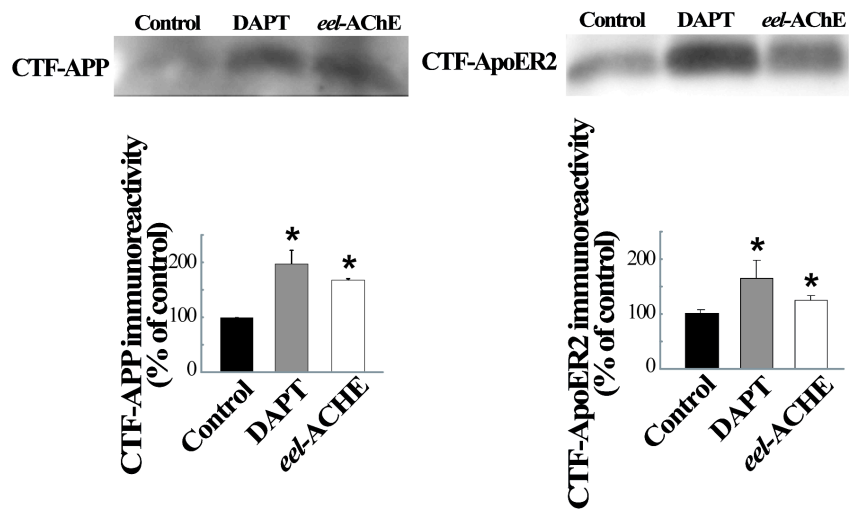 Control DAPT eel-AChE
CTF-APP
CTF-APP immunoreactivity
(% of control)
200
100
0
*
*
Control
DAPT
eel-ACHE
Control DAPT eel-AChE
CTF-ApoER2
CTF-ApoER2 immunoreactivity
(% of control)
200
100
0
*
*
Control
DAPT
eel-ACHE